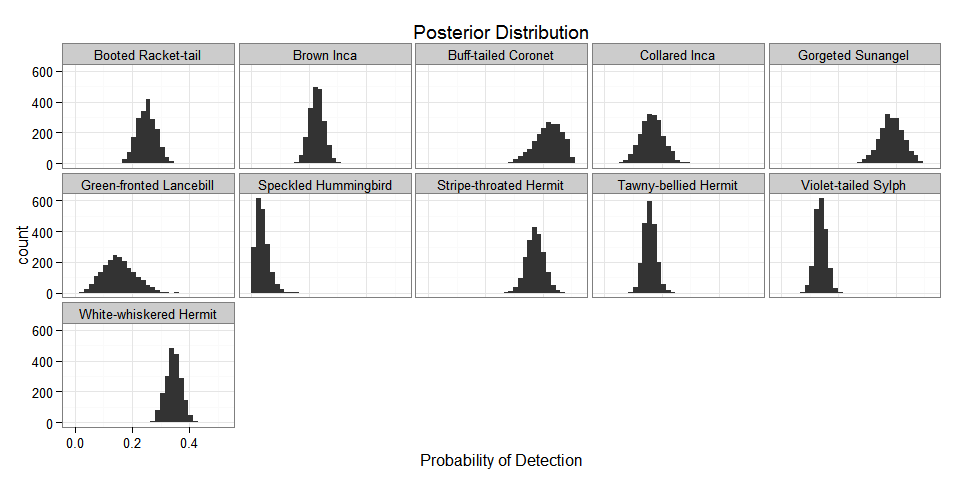 Posterior Distribution
Booted Racket-tail Brown Inca Buff-tailed Coronet Collared Inca Gorgeted Sunangel
600
400
200
0
Green-fronted Lancebill Speckled Hummingbird Stripe-throated Hermit Tawny-bellied Hermit Violet-tailed Sylph
600
400
200
0
count
White-whiskered Hermit
600
400
200
0
0.0 0.2 0.4
Probability of Detection